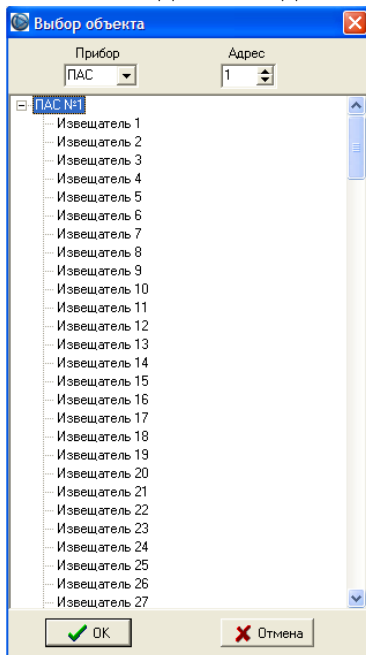 Выбор объекта
Прибор Адрес
ПАС 1
ПАС №1
Извещатель 1
Извещатель 2
Извещатель 3
Извещатель 4
Извещатель 5
Извещатель 6
Извещатель 7
Извещатель 8
Извещатель 9
Извещатель 10
Извещатель 11
Извещатель 12
Извещатель 13
Извещатель 14
Извещатель 15
Извещатель 16
Извещатель 17
Извещатель 18
Извещатель 19
Извещатель 20
Извещатель 21
Извещатель 22
Извещатель 23
Извещатель 24
Извещатель 25
Извещатель 26
Извещатель 27
OK Отмена